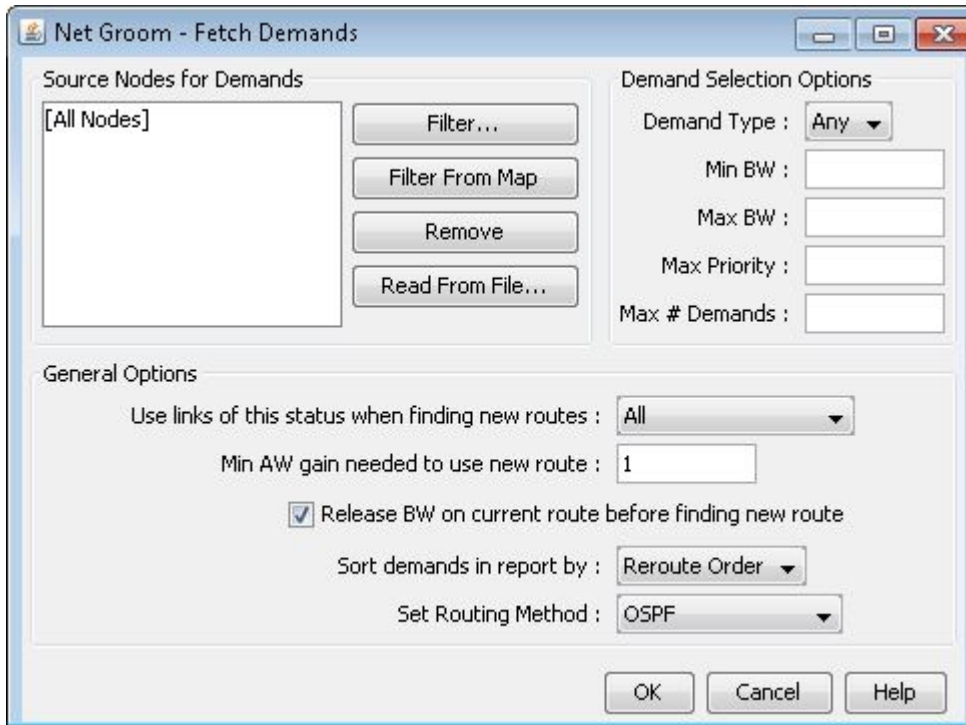 Net Groom - Fetch Demands
Source Nodes for Demands
[All Nodes]
Filter...
Filter From Map
Remove
Read From File...
Demand Selection Options
Demand Type : Any
Min BW :
Max BW :
Max Priority :
Max # Demands :
General Options
Use links of this status when finding new routes : All
Min AW gain needed to use new route : 1
Release BW on current route before finding new route
Sort demands in report by : Reroute Order
Set Routing Method : OSPF
OK Cancel Help